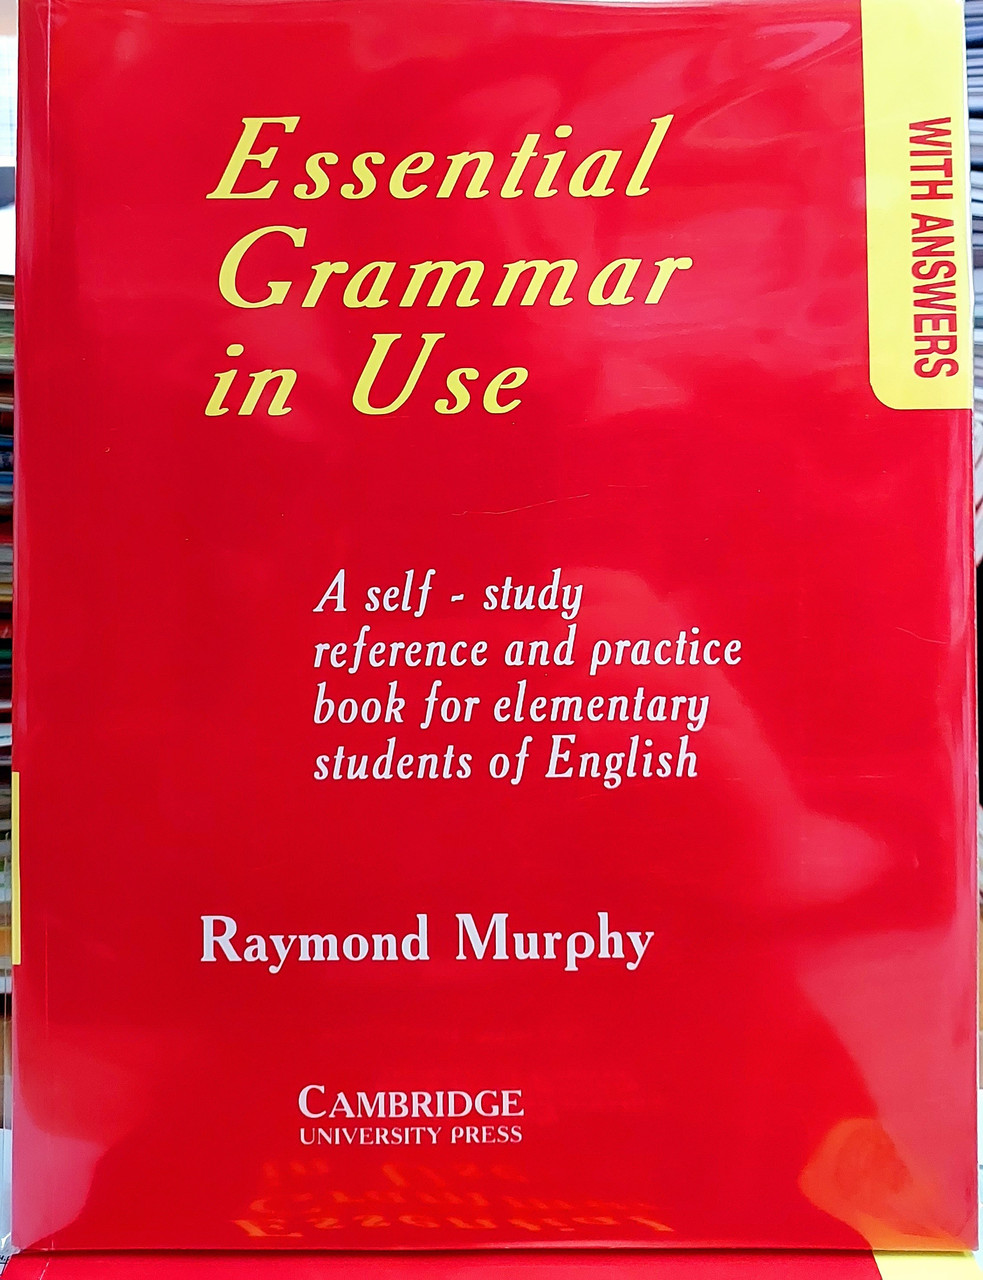 Essential
Grammar
in Use
WITH ANSWERS
A self - study
reference and practice
book for elementary
students of English
Raymond Murphy
CAMBRIDGE
UNIVERSITY PRESS